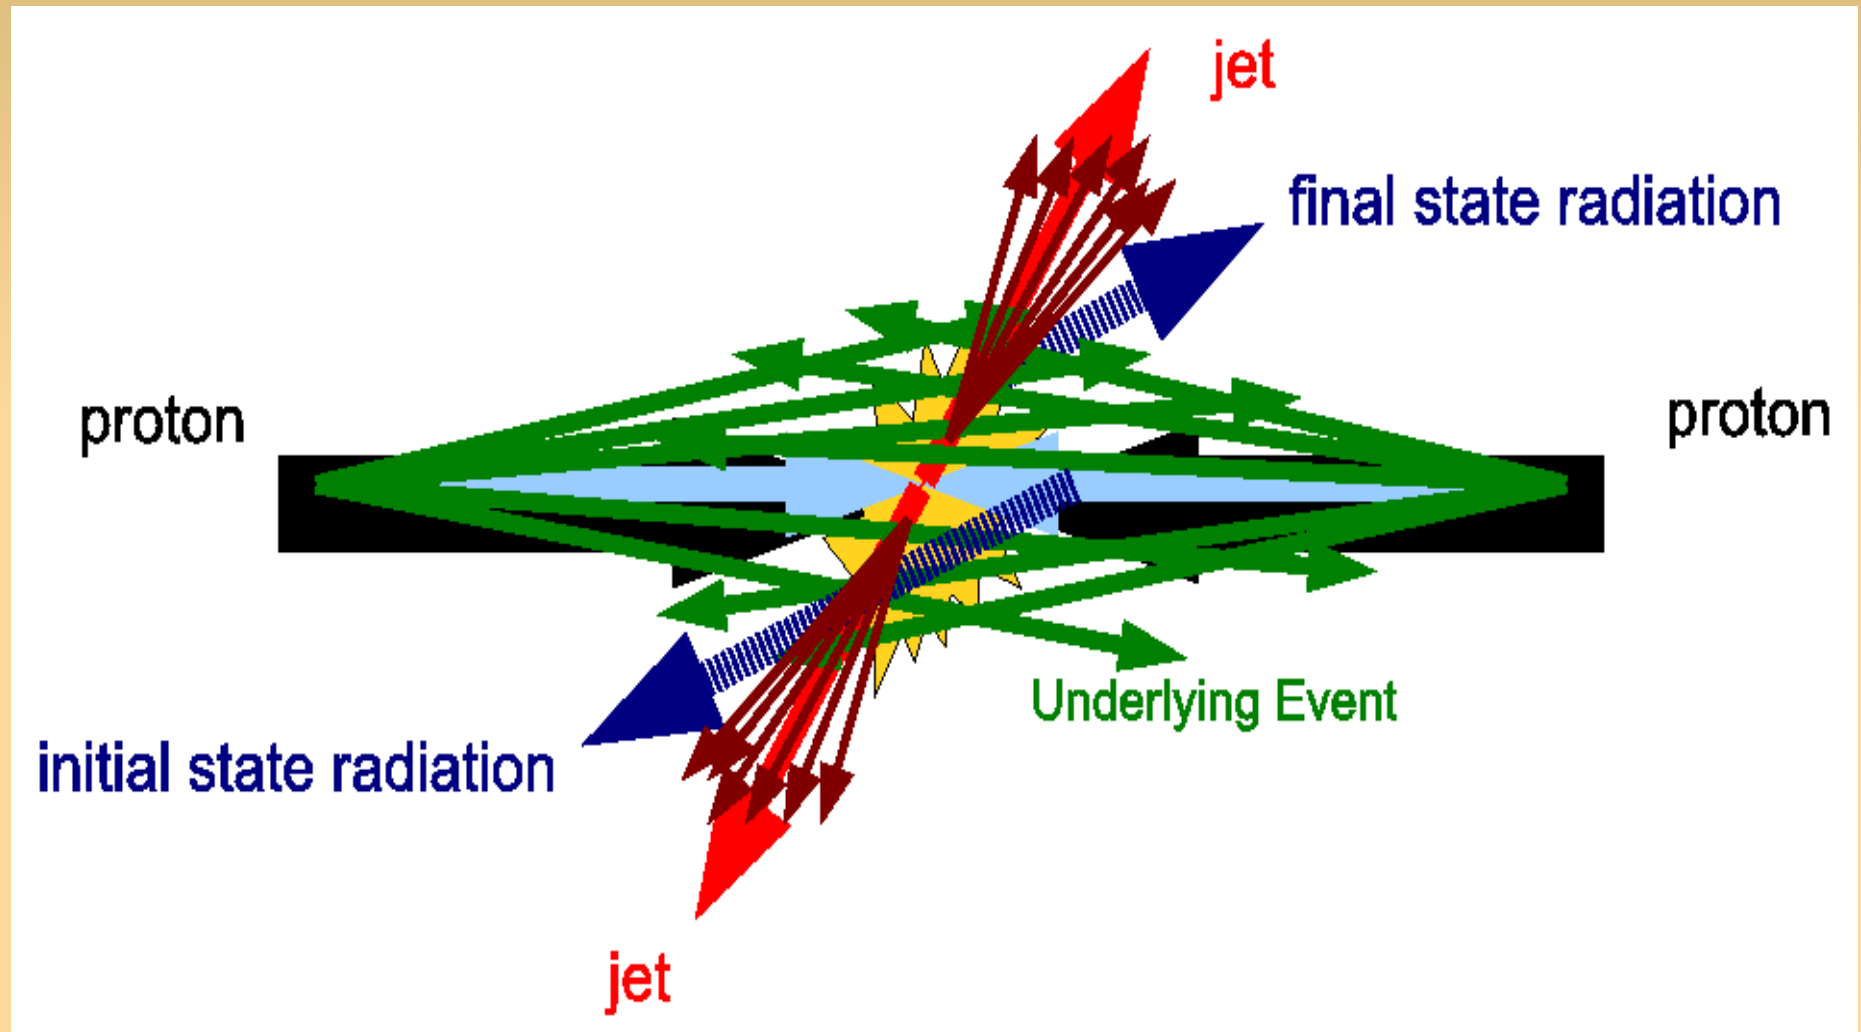 jet
final state radiation
proton
proton
Underlying Event
initial state radiation
jet